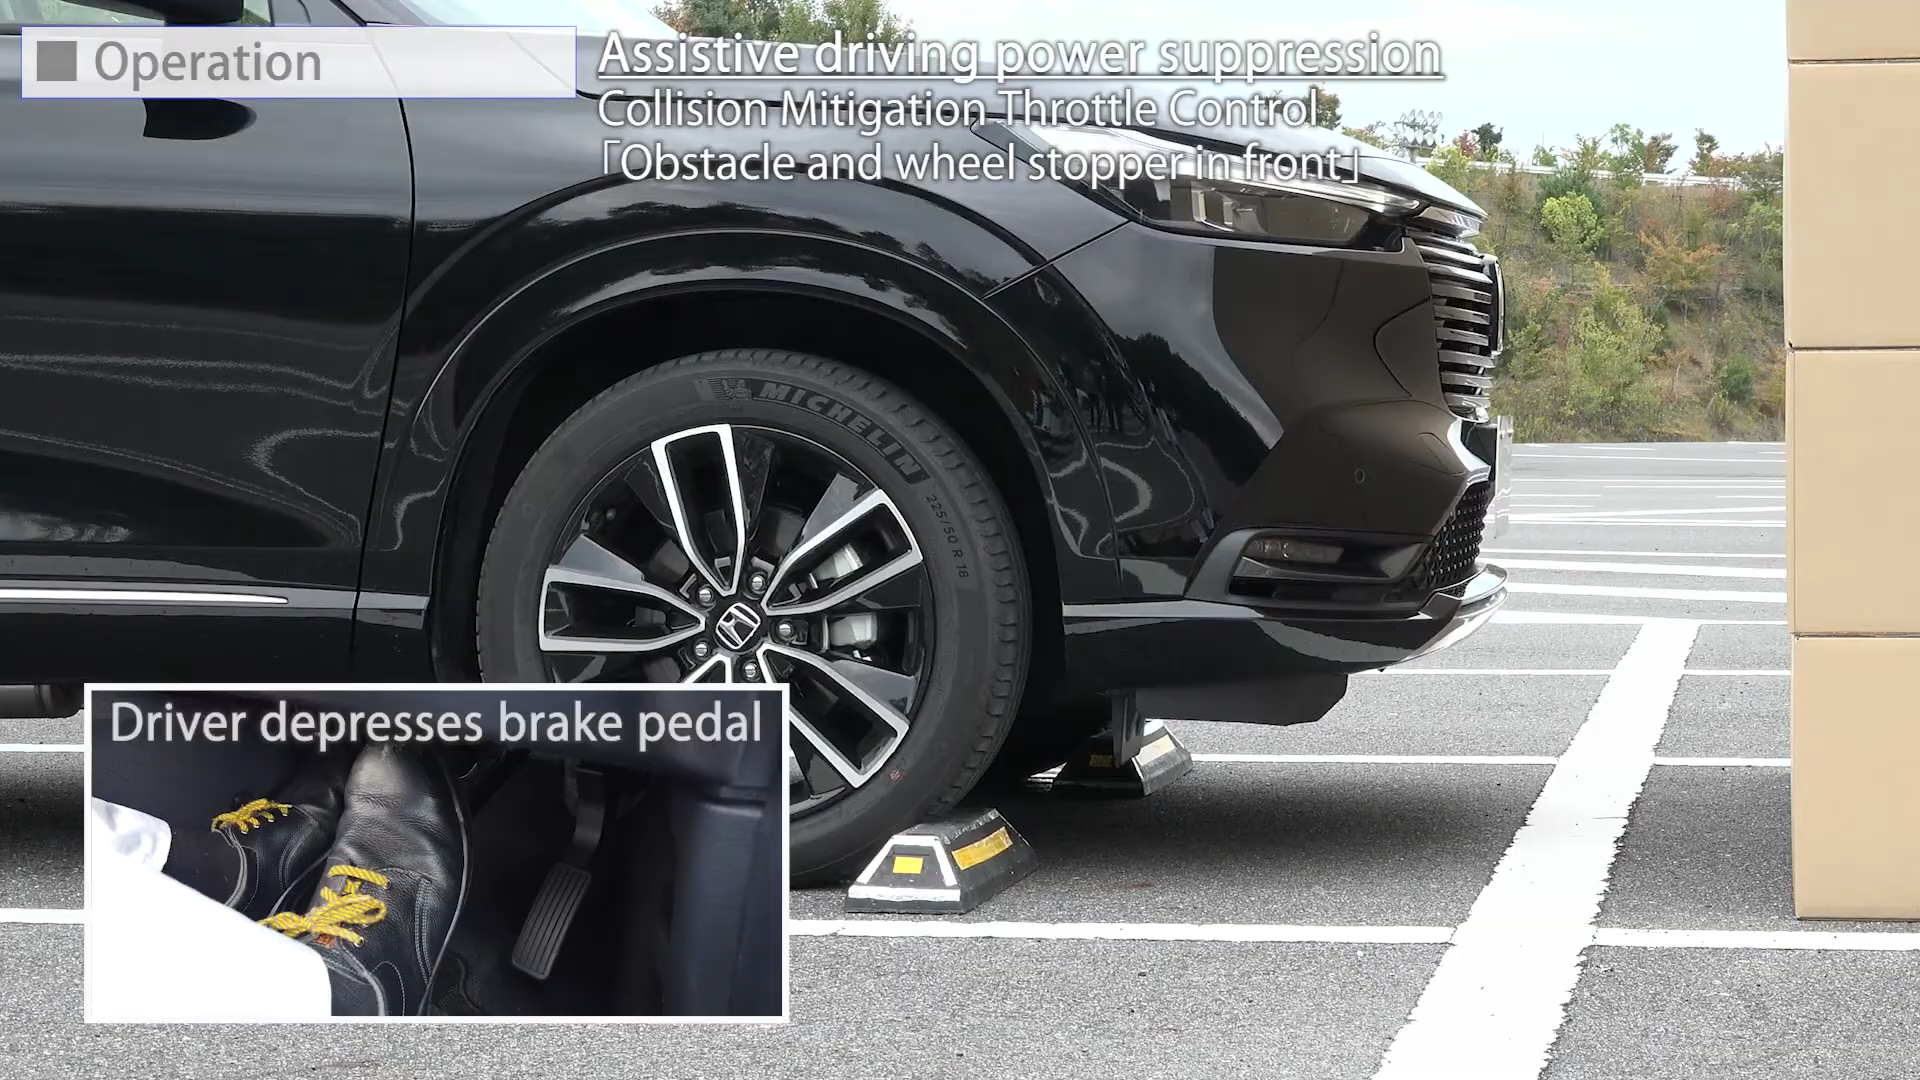 Operation
Assistive driving power suppression
Collision Mitigation Throttle Control
「Obstacle and wheel stopper in front」
MICHELIN
225/50 R 18
Driver depresses brake pedal